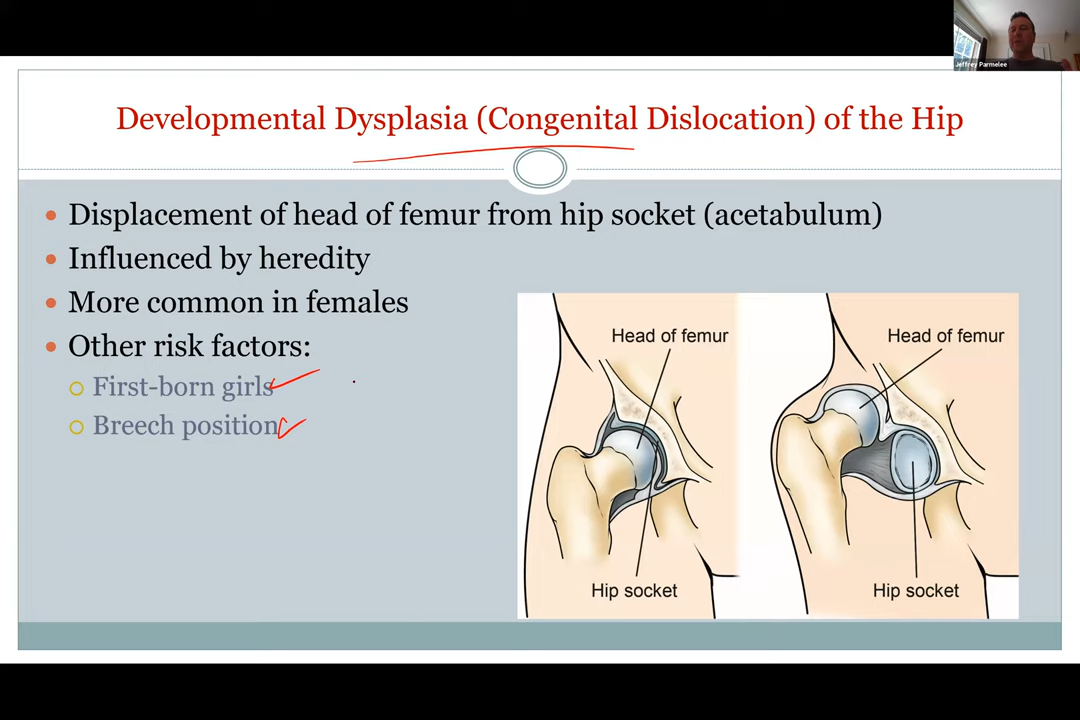 Jeffrey Parmelee
Developmental Dysplasia (Congenital Dislocation) of the Hip
Displacement of head of femur from hip socket (acetabulum)
Influenced by heredity
More common in females
Other risk factors:
First-born girls
Breech position
Head of femur
Head of femur
Hip socket
Hip socket